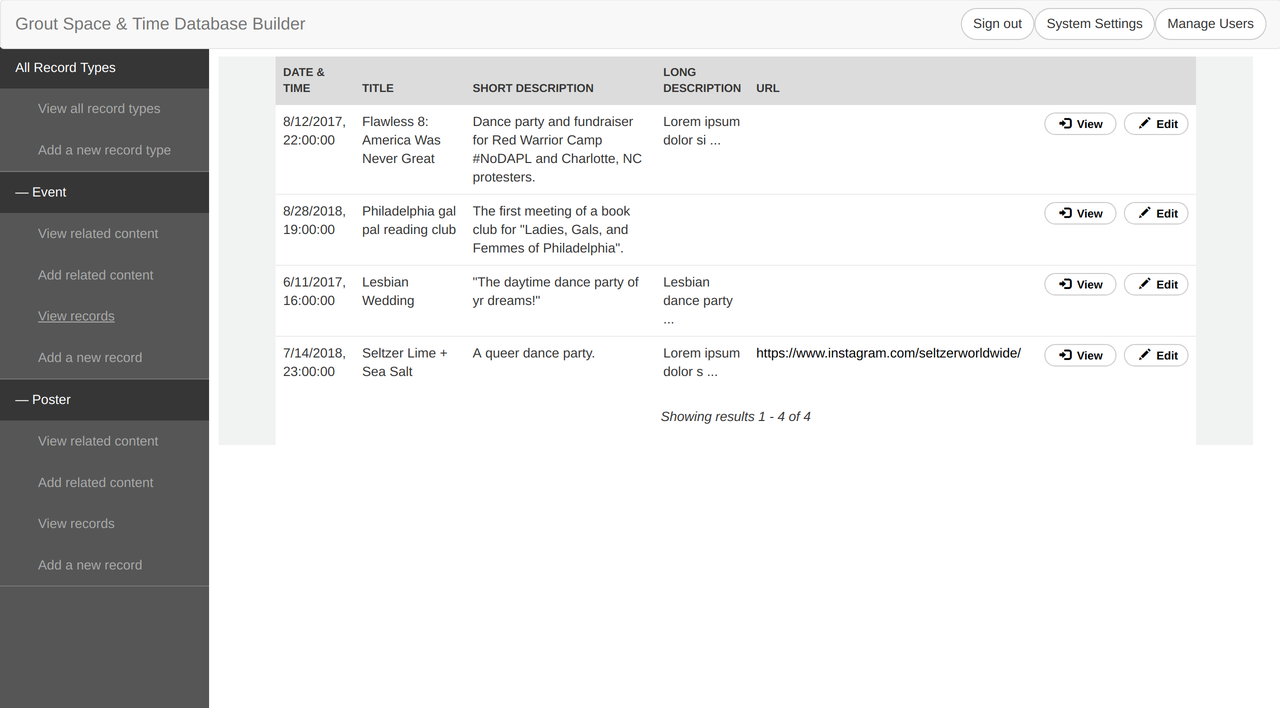 Grout Space & Time Database Builder
Sign out
System Settings
Manage Users
All Record Types
View all record types
Add a new record type
— Event
View related content
Add related content
View records
Add a new record
— Poster
View related content
Add related content
View records
Add a new record
DATE &
TIME
TITLE
SHORT DESCRIPTION
LONG
DESCRIPTION
URL
8/12/2017,
22:00:00
Flawless 8:
America Was
Never Great
Dance party and fundraiser
for Red Warrior Camp
#NoDAPL and Charlotte, NC
protesters.
Lorem ipsum
dolor si ...
View
Edit
8/28/2018,
19:00:00
Philadelphia gal
pal reading club
The first meeting of a book
club for "Ladies, Gals, and
Femmes of Philadelphia".
View
Edit
6/11/2017,
16:00:00
Lesbian
Wedding
"The daytime dance party of
yr dreams!"
Lesbian
dance party
...
View
Edit
7/14/2018,
23:00:00
Seltzer Lime +
Sea Salt
A queer dance party.
Lorem ipsum
dolor s ...
https://www.instagram.com/seltzerworldwide/
View
Edit
Showing results 1 - 4 of 4